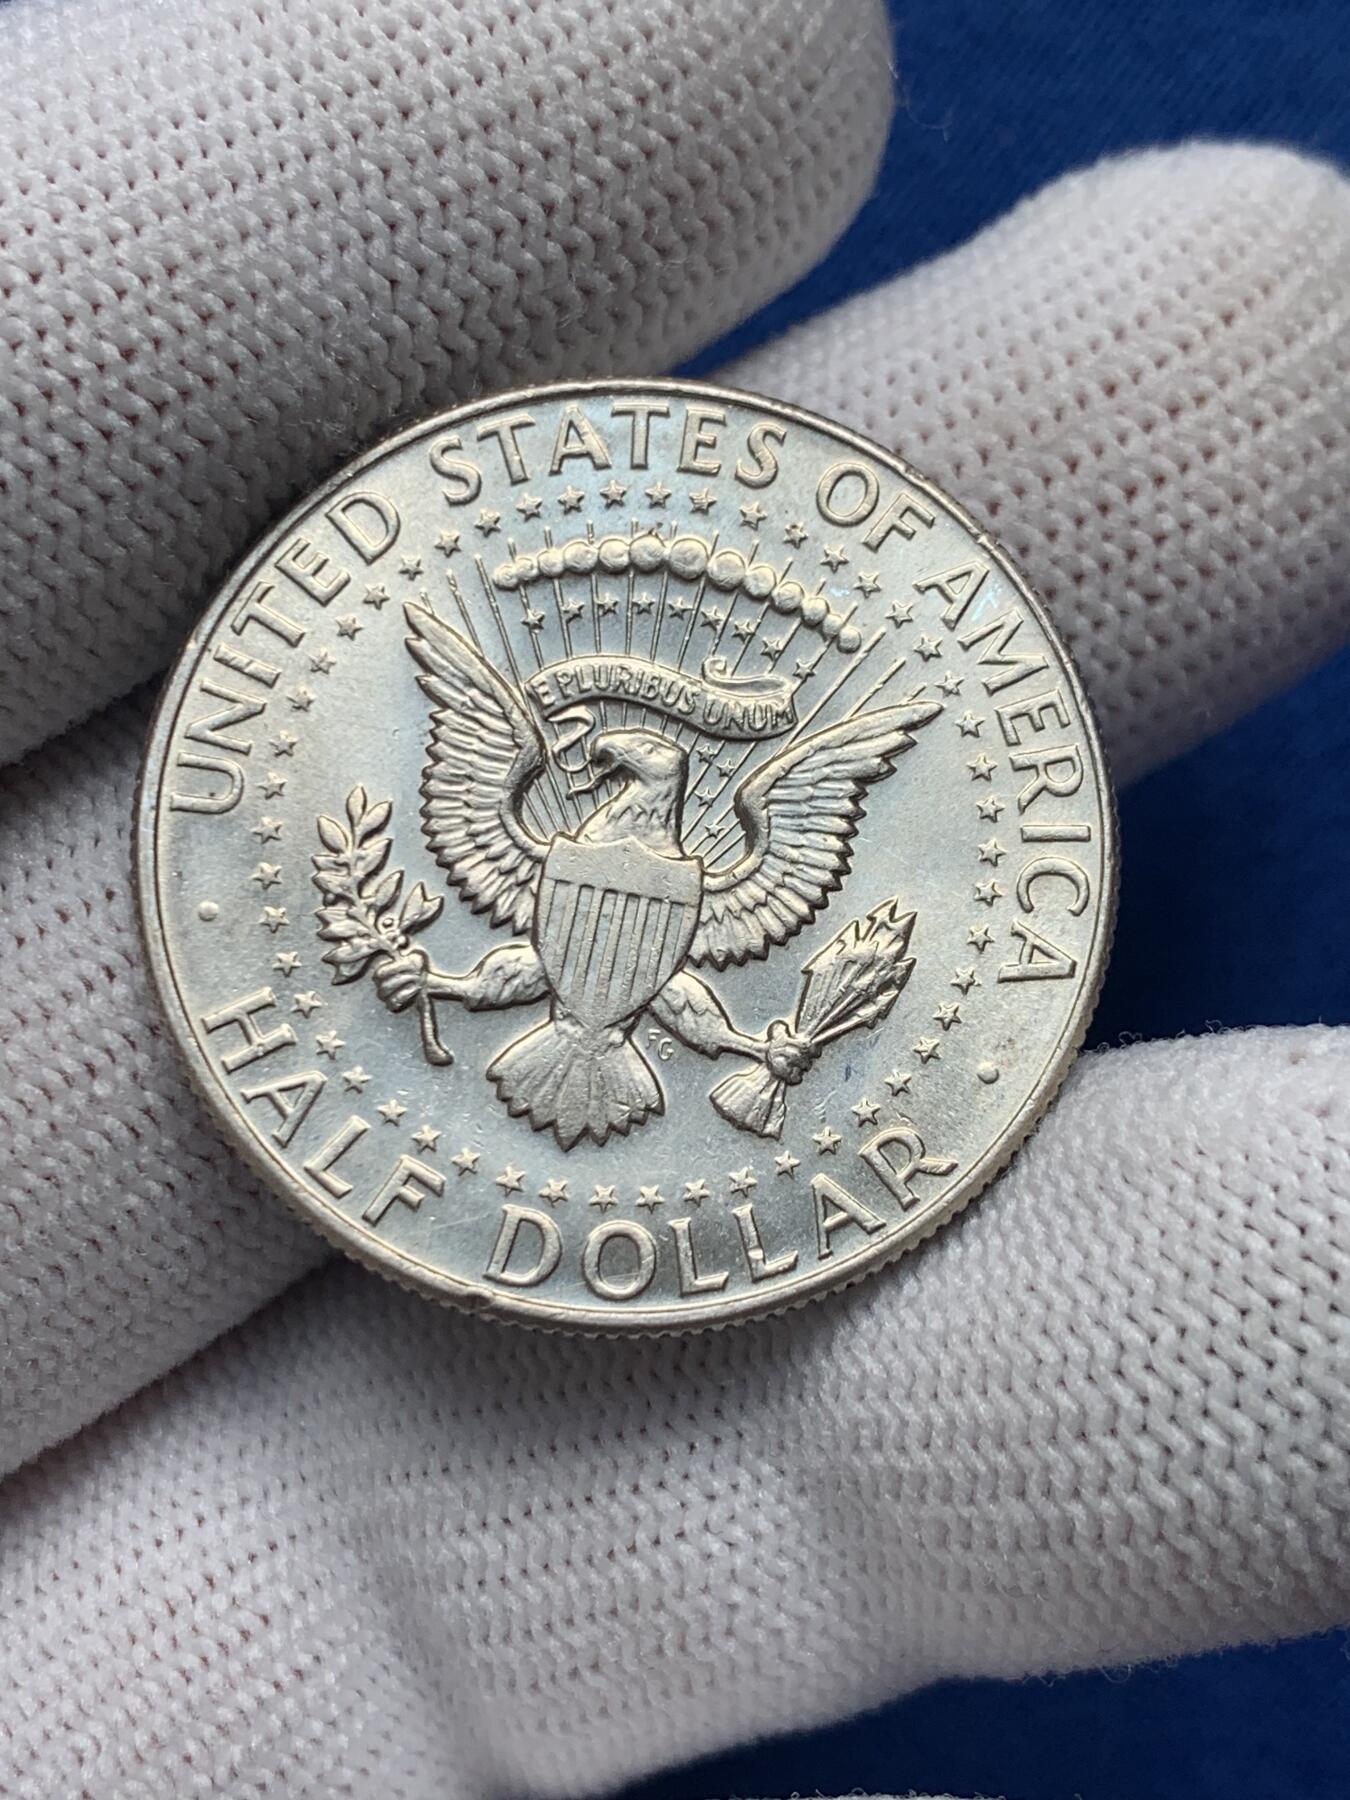 UNITED STATES OF AMERICA
E PLURIBUS UNUM
FG
HALF DOLLAR